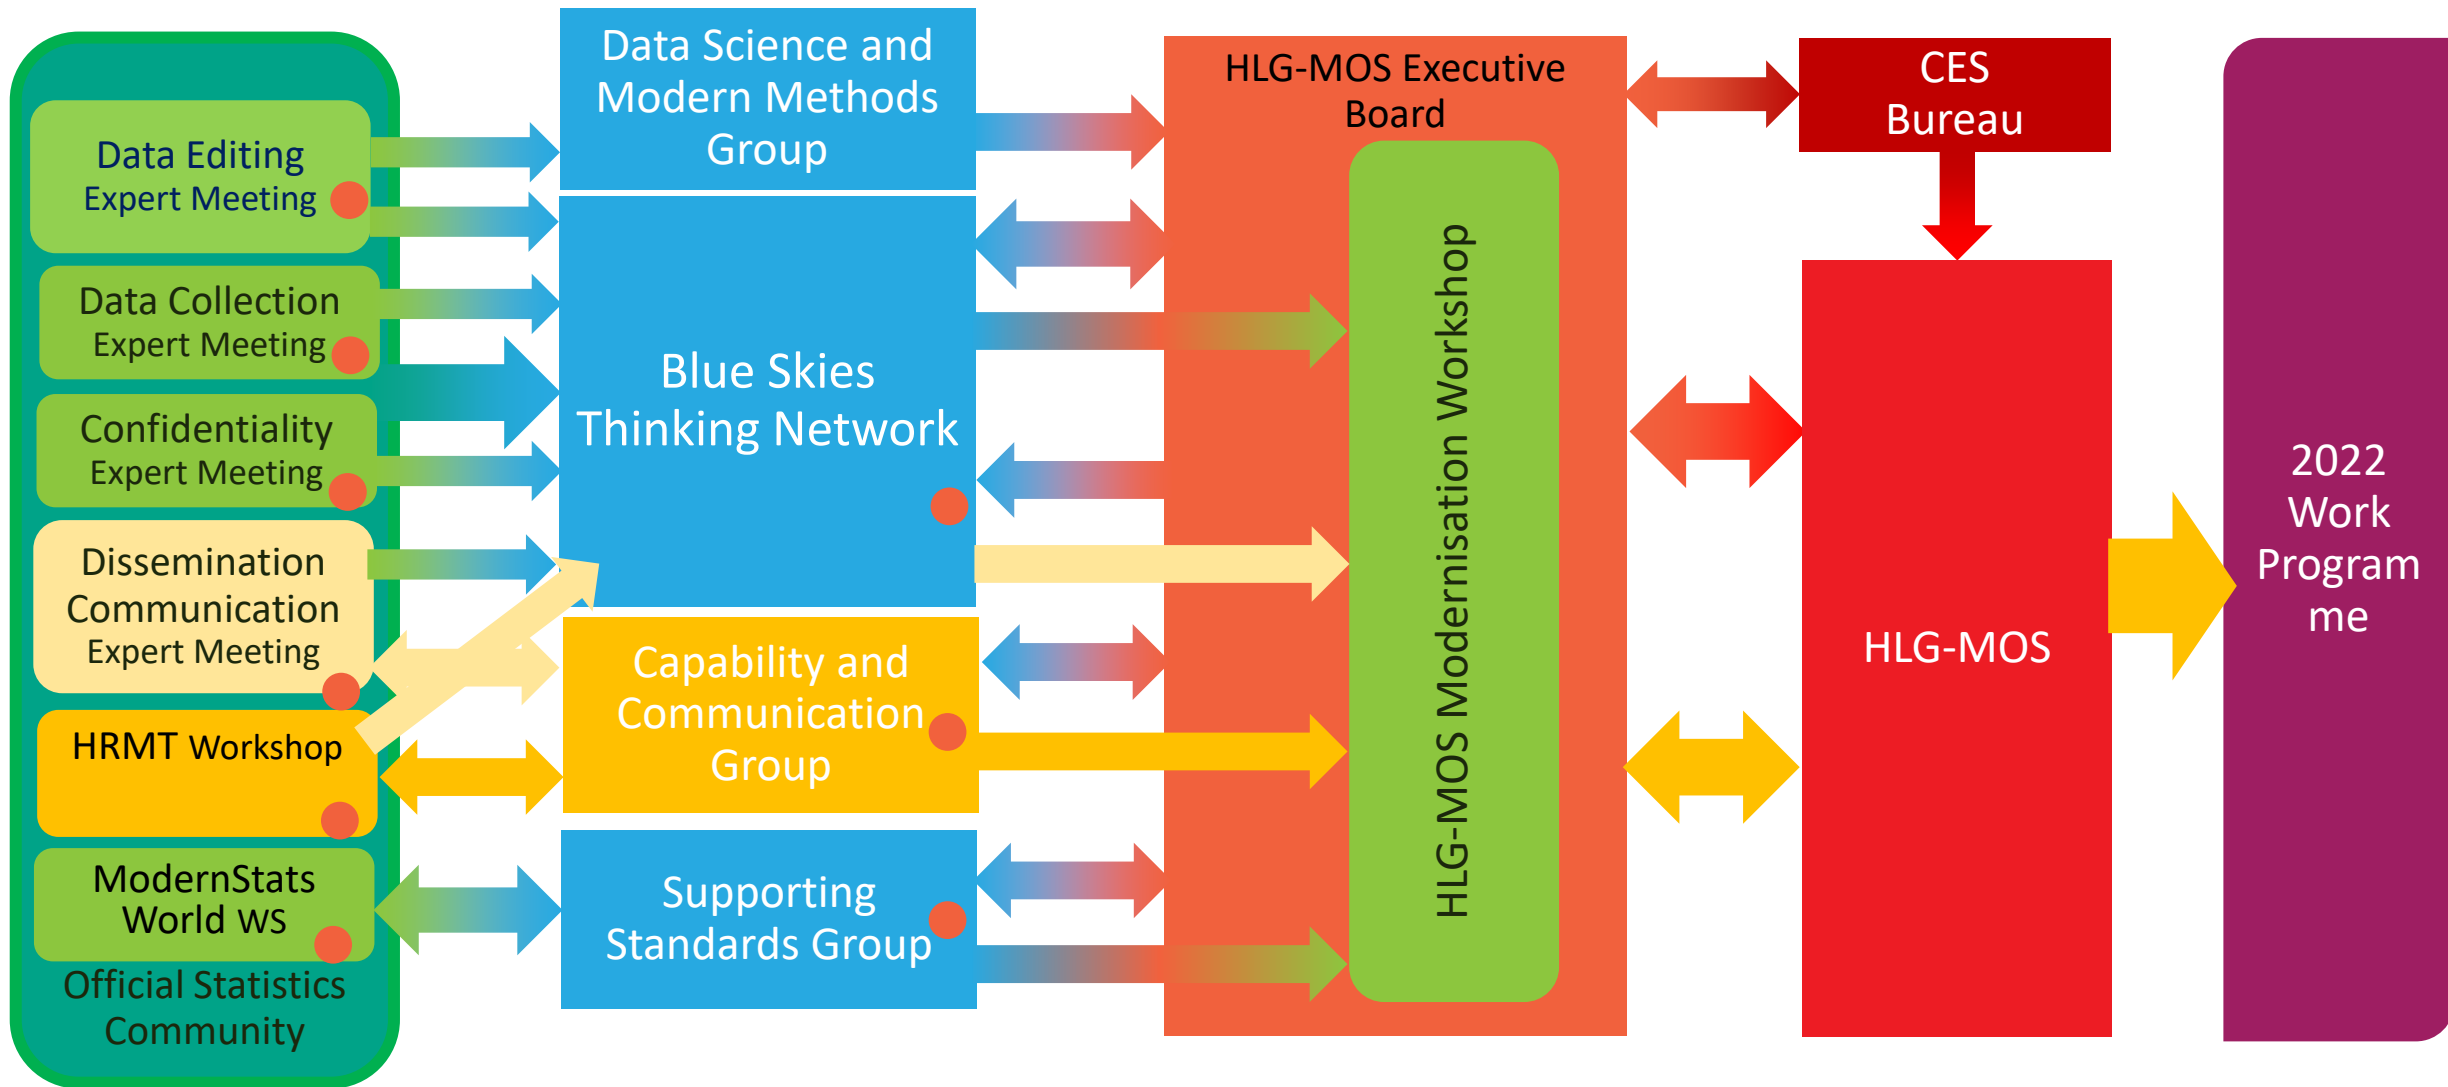 Data Editing
Expert Meeting
Data Collection
Expert Meeting
Confidentiality
Expert Meeting
Dissemination
Communication
Expert Meeting
HRMT Workshop
ModernStats
World WS
Official Statistics
Community
Data Science and
Modern Methods
Group
Blue Skies
Thinking Network
Capability and
Communication
Group
Supporting
Standards Group
HLG-MOS Executive
Board
HLG-MOS Modernisation Workshop
CES
Bureau
HLG-MOS
2022
Work
Program
me